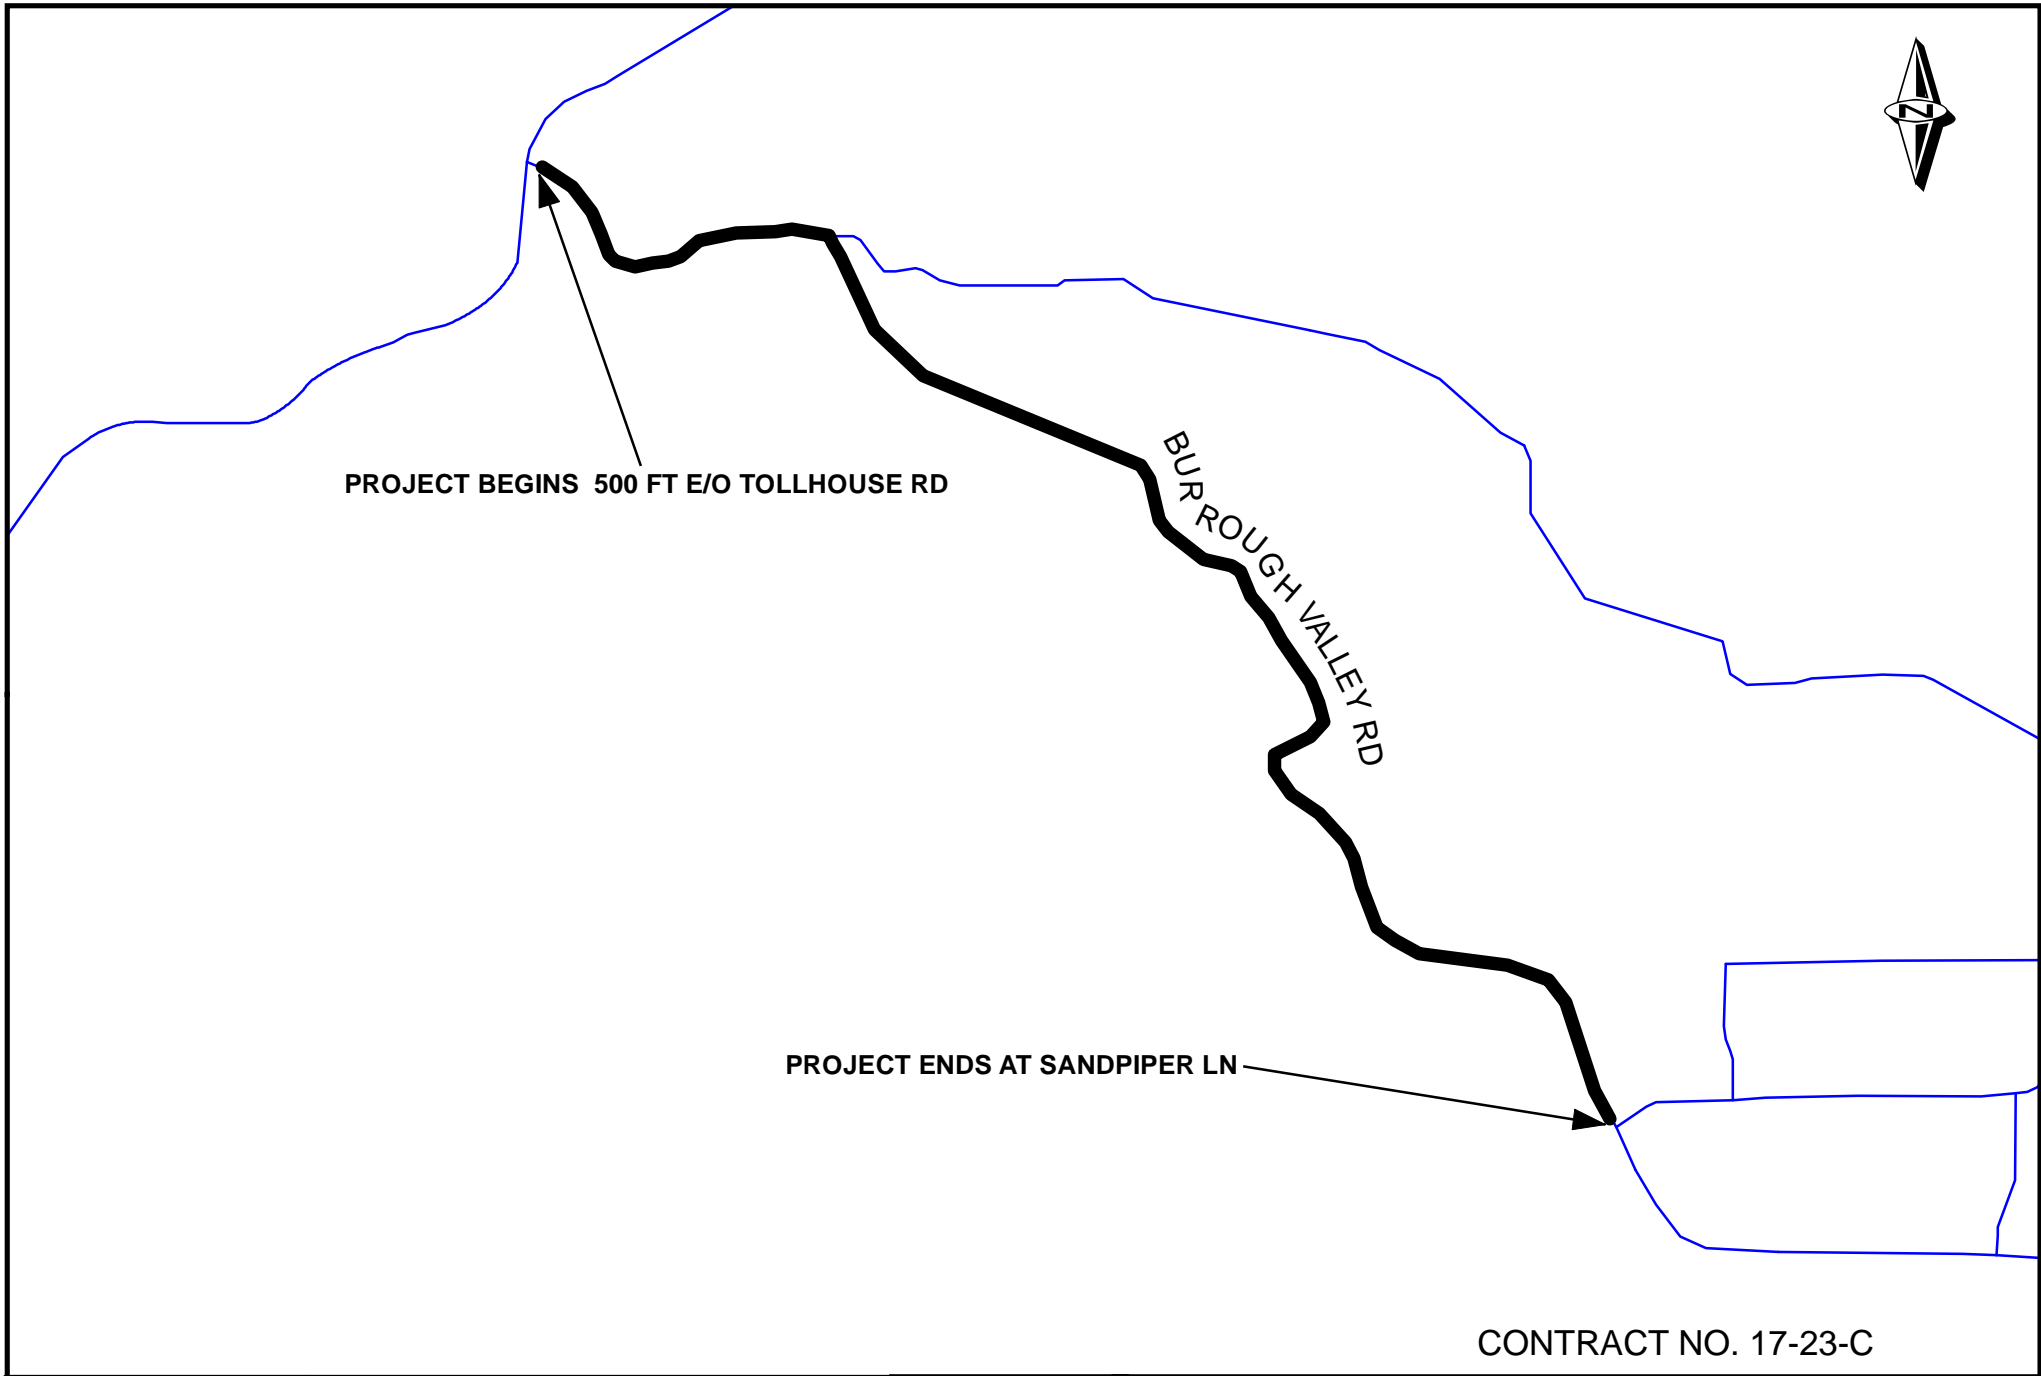 N
PROJECT BEGINS  500 FT E/O TOLLHOUSE RD
BURROUGH VALLEY RD
PROJECT ENDS AT SANDPIPER LN
CONTRACT NO. 17-23-C